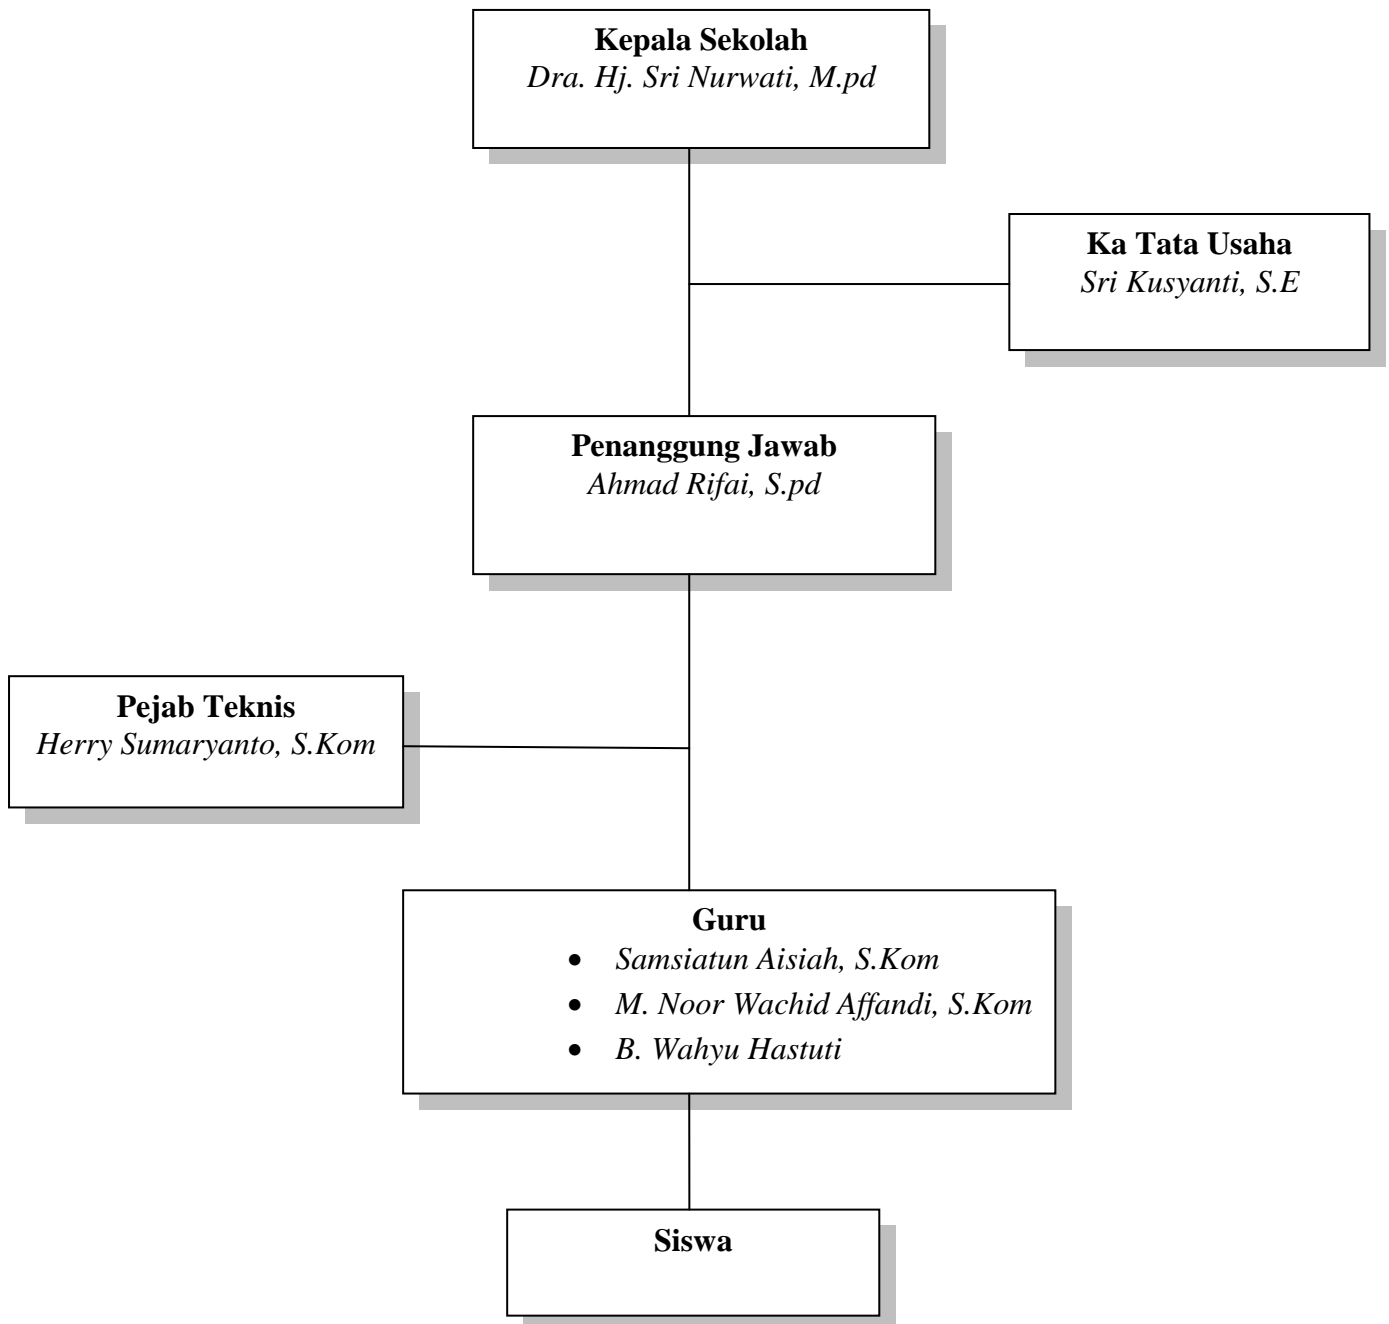 Kepala Sekolah
Dra. Hj. Sri Nurwati, M.pd
Ka Tata Usaha
Sri Kusyanti, S.E
Penanggung Jawab
Ahmad Rifai, S.pd
Pejab Teknis
Herry Sumaryanto, S.Kom
Guru
• Samsiatun Aisiah, S.Kom
• M. Noor Wachid Affandi, S.Kom
• B. Wahyu Hastuti
Siswa